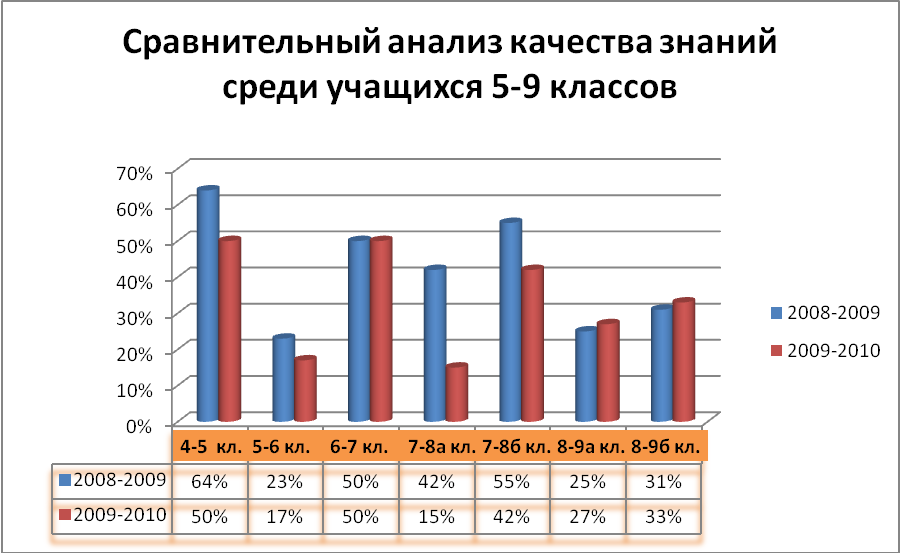 Сравнительный анализ качества знаний
среди учащихся 5-9 классов
70%
60%
50%
40%
30%
20%
10%
0%
2008-2009
2009-2010
4-5 кл. 5-6 кл. 6-7 кл. 7-8а кл. 7-8б кл. 8-9а кл. 8-9б кл.
2008-2009 64% 23% 50% 42% 55% 25% 31%
2009-2010 50% 17% 50% 15% 42% 27% 33%